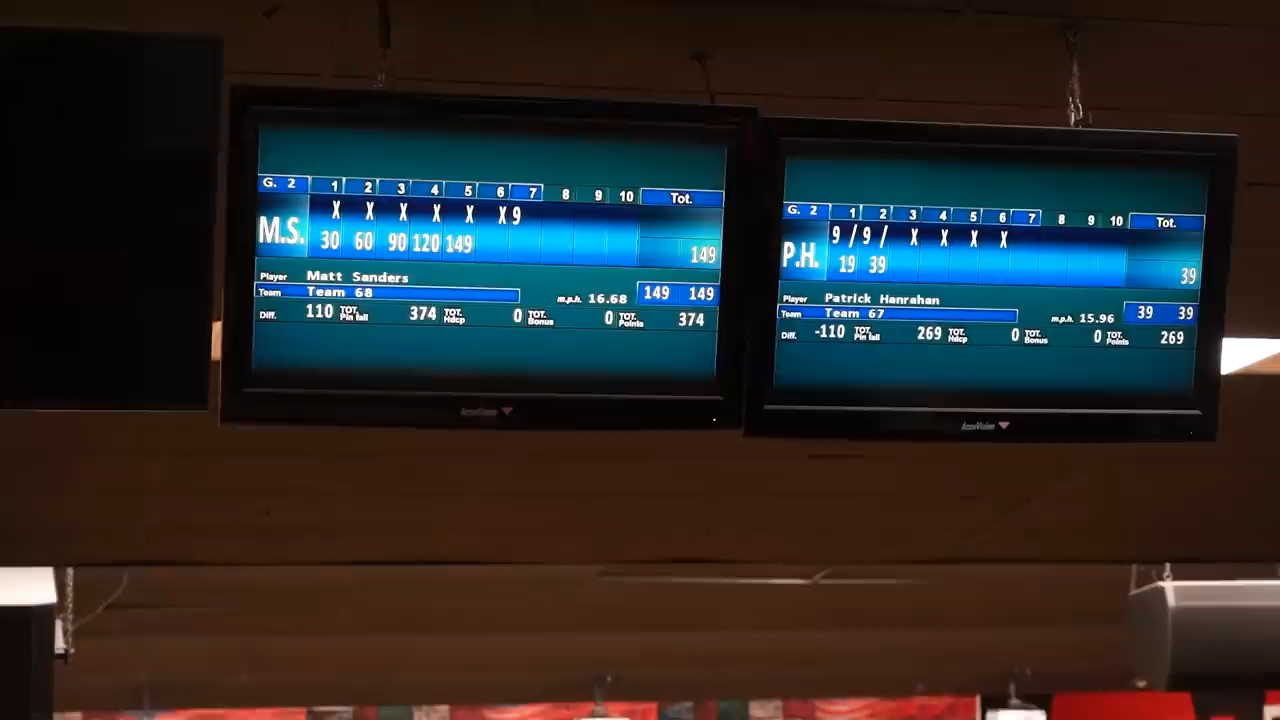 G. 2 1 2 3 4 5 6 7 8 9 10 Tot.
M.S. X X X X X X 9
30 60 90 120 149 149
Player Matt Sanders
Team Team 68 m.p.h. 16.68 149 149
Diff. 110 TOT. Pin fall 374 TOT. Hdcp 0 TOT. Bonus 0 TOT. Points 374
AccuVision
G. 2 1 2 3 4 5 6 7 8 9 10 Tot.
P.H. 9 / 9 / X X X X
19 39 39
Player Patrick Hanrahan
Team Team 67 m.p.h. 15.96 39 39
Diff. -110 TOT. Pin fall 269 TOT. Hdcp 0 TOT. Bonus 0 TOT. Points 269
AccuVision